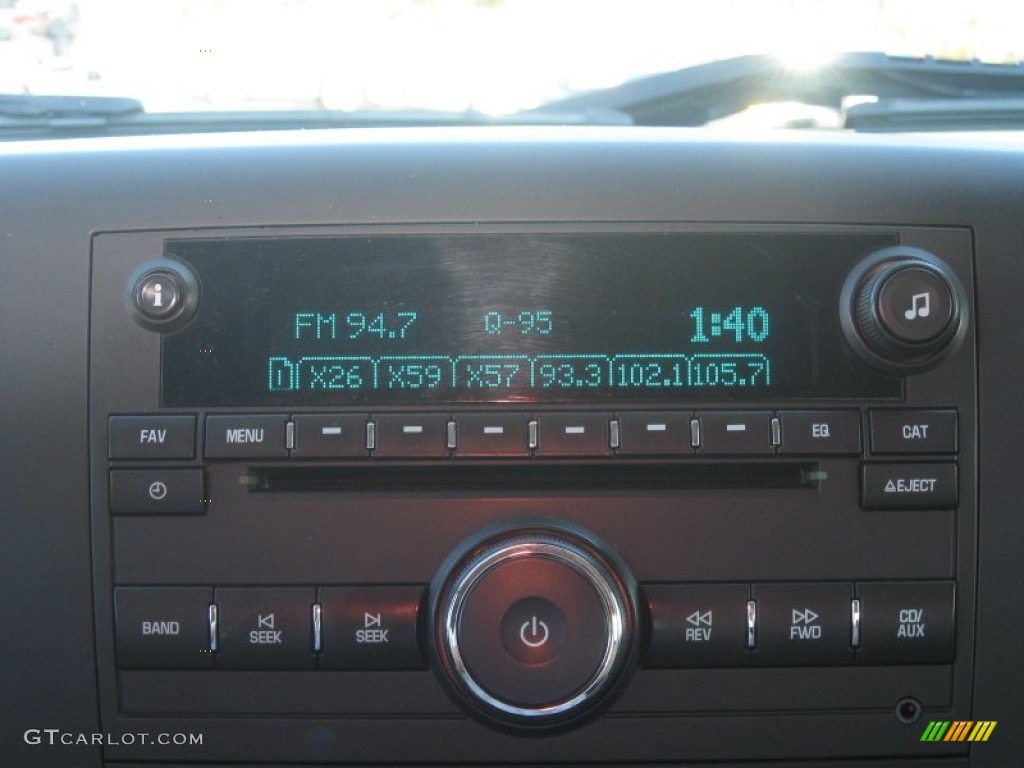 FM 94.7 Q-95 1:40
X26 X59 X57 93.3 102.1 105.7
FAV MENU EQ CAT
EJECT
BAND SEEK SEEK REV FWD CD/
AUX
GTCARLOT.COM